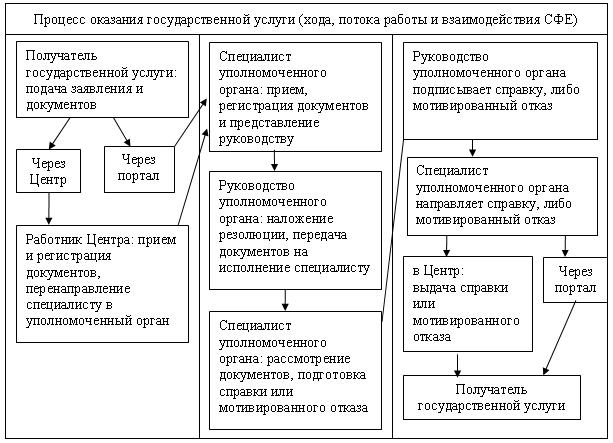 Процесс оказания государственной услуги (хода, потока работы и взаимодействия СФЕ)
Получатель
государственной услуги:
подача заявления и
документов
Через
Центр
Через
портал
Работник Центра: прием
и регистрация
документов,
перенаправление
специалисту в
уполномоченный орган
Специалист
уполномоченного
органа: прием,
регистрация документов
и представление
руководству
Руководство
уполномоченного
органа: наложение
резолюции, передача
документов на
исполнение специалисту
Специалист
уполномоченного
органа: рассмотрение
документов, подготовка
справки или
мотивированного отказа
Руководство
уполномоченного органа
подписывает справку, либо
мотивированный отказ
Специалист
уполномоченного органа
направляет справку, либо
мотивированный отказ
в Центр:
выдача справки
или
мотивированного
отказа
Через
портал
Получатель
государственной услуги